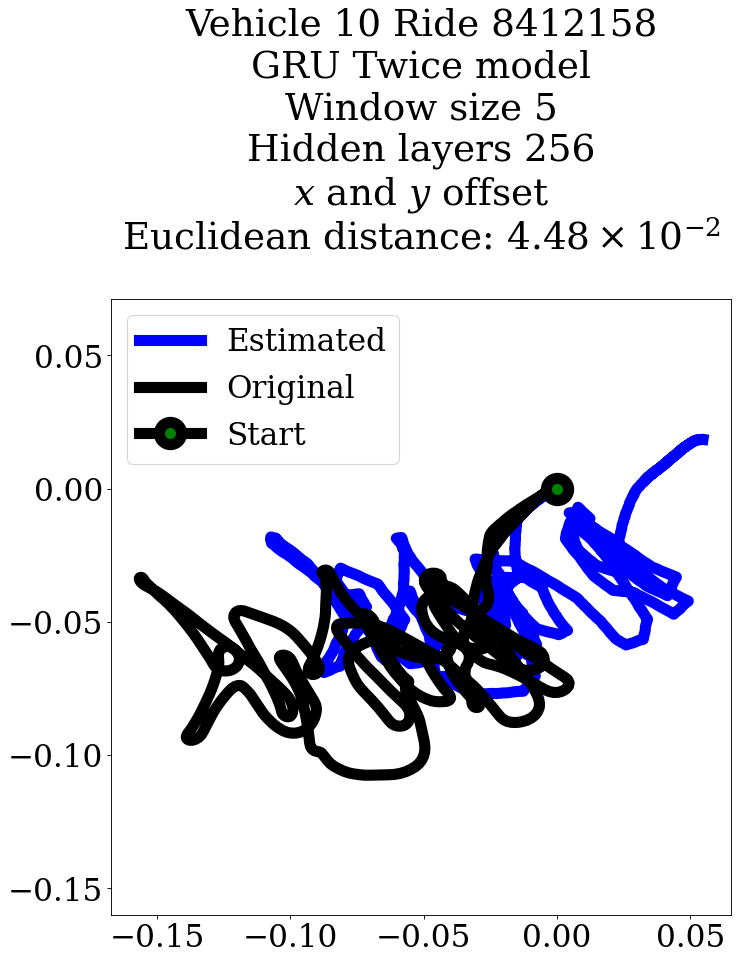 Vehicle 10 Ride 8412158
GRU Twice model
Window size 5
Hidden layers 256
x and y offset
Euclidean distance: 4.48 × 10⁻²
Estimated
Original
Start
0.05
0.00
−0.05
−0.10
−0.15
−0.15 −0.10 −0.05 0.00 0.05